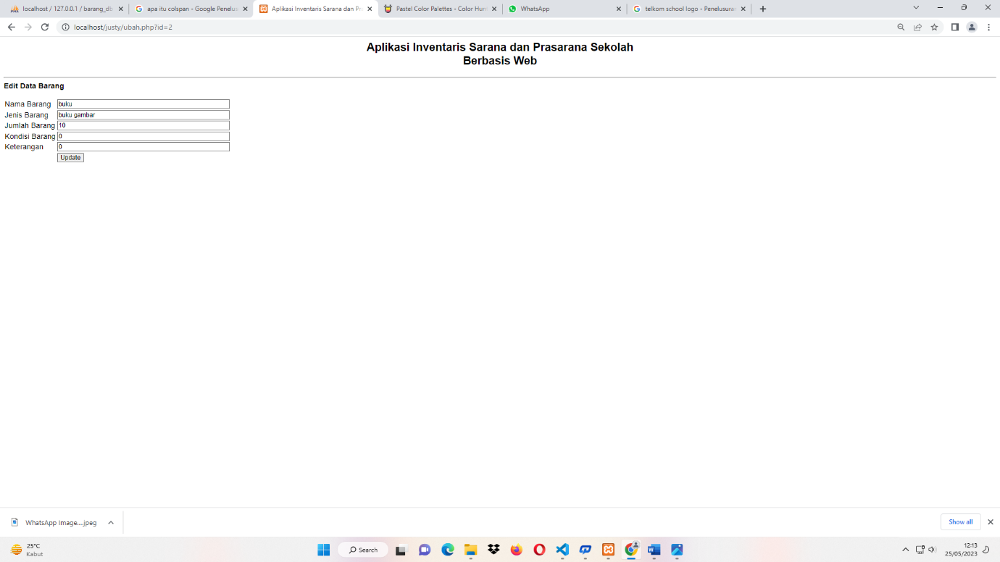 localhost / 127.0.0.1 / barang_db
apa itu colspan - Google Penelus
Aplikasi Inventaris Sarana dan Pr
Pastel Color Palettes - Color Hun
WhatsApp
telkom school logo - Penelusuran
localhost/justy/ubah.php?id=2
Aplikasi Inventaris Sarana dan Prasarana Sekolah
Berbasis Web
Edit Data Barang
Nama Barang buku
Jenis Barang buku gambar
Jumlah Barang 10
Kondisi Barang 0
Keterangan 0
Update
WhatsApp Image....jpeg
Show all
25°C
Kabut
Search
12:13
25/05/2023